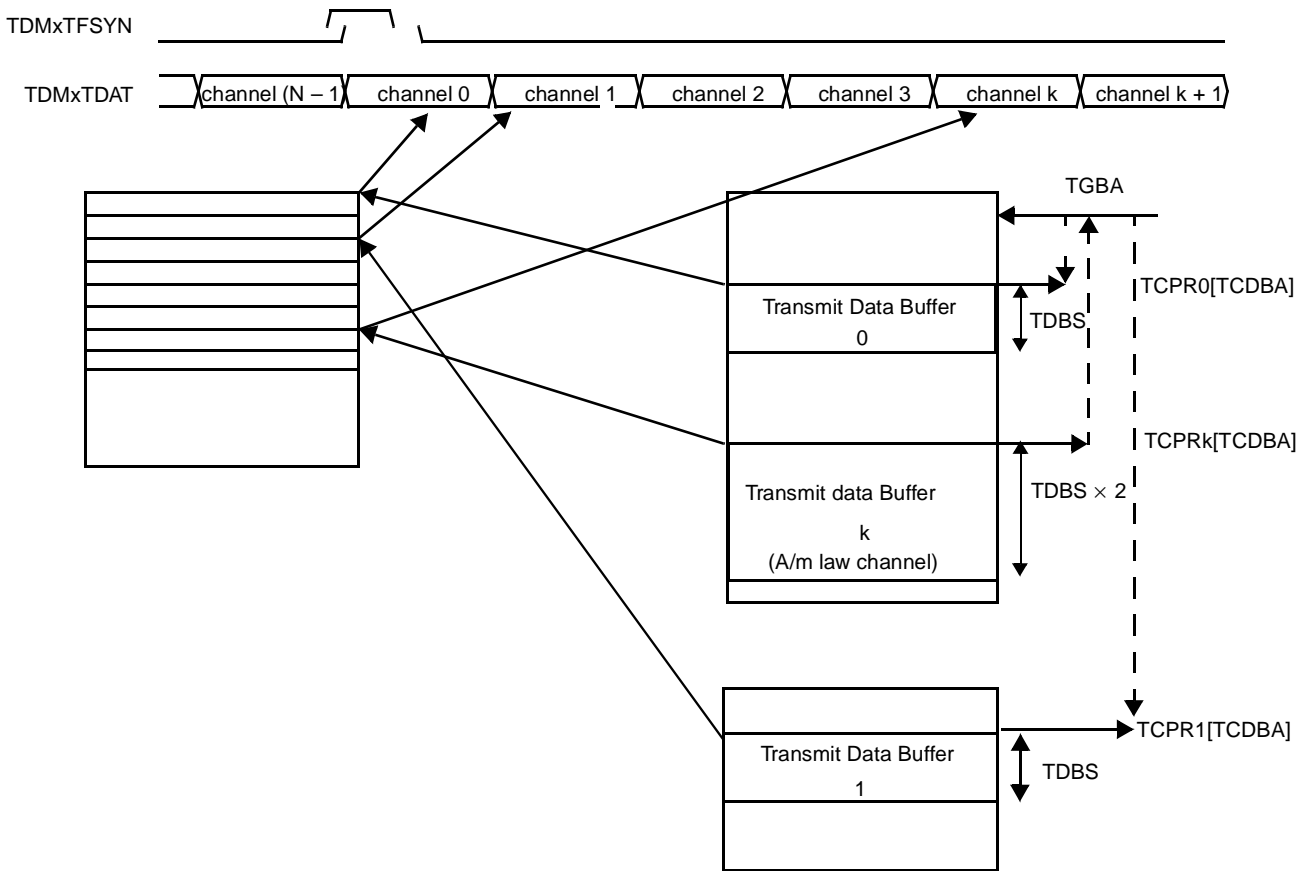 TDMxTFSYN
TDMxTDAT
channel (N – 1)
channel 0
channel 1
channel 2
channel 3
channel k
channel k + 1
TGBA
TCPR0[TCDBA]
Transmit Data Buffer
0
TDBS
TCPRk[TCDBA]
Transmit data Buffer
k
(A/m law channel)
TDBS × 2
TCPR1[TCDBA]
Transmit Data Buffer
1
TDBS